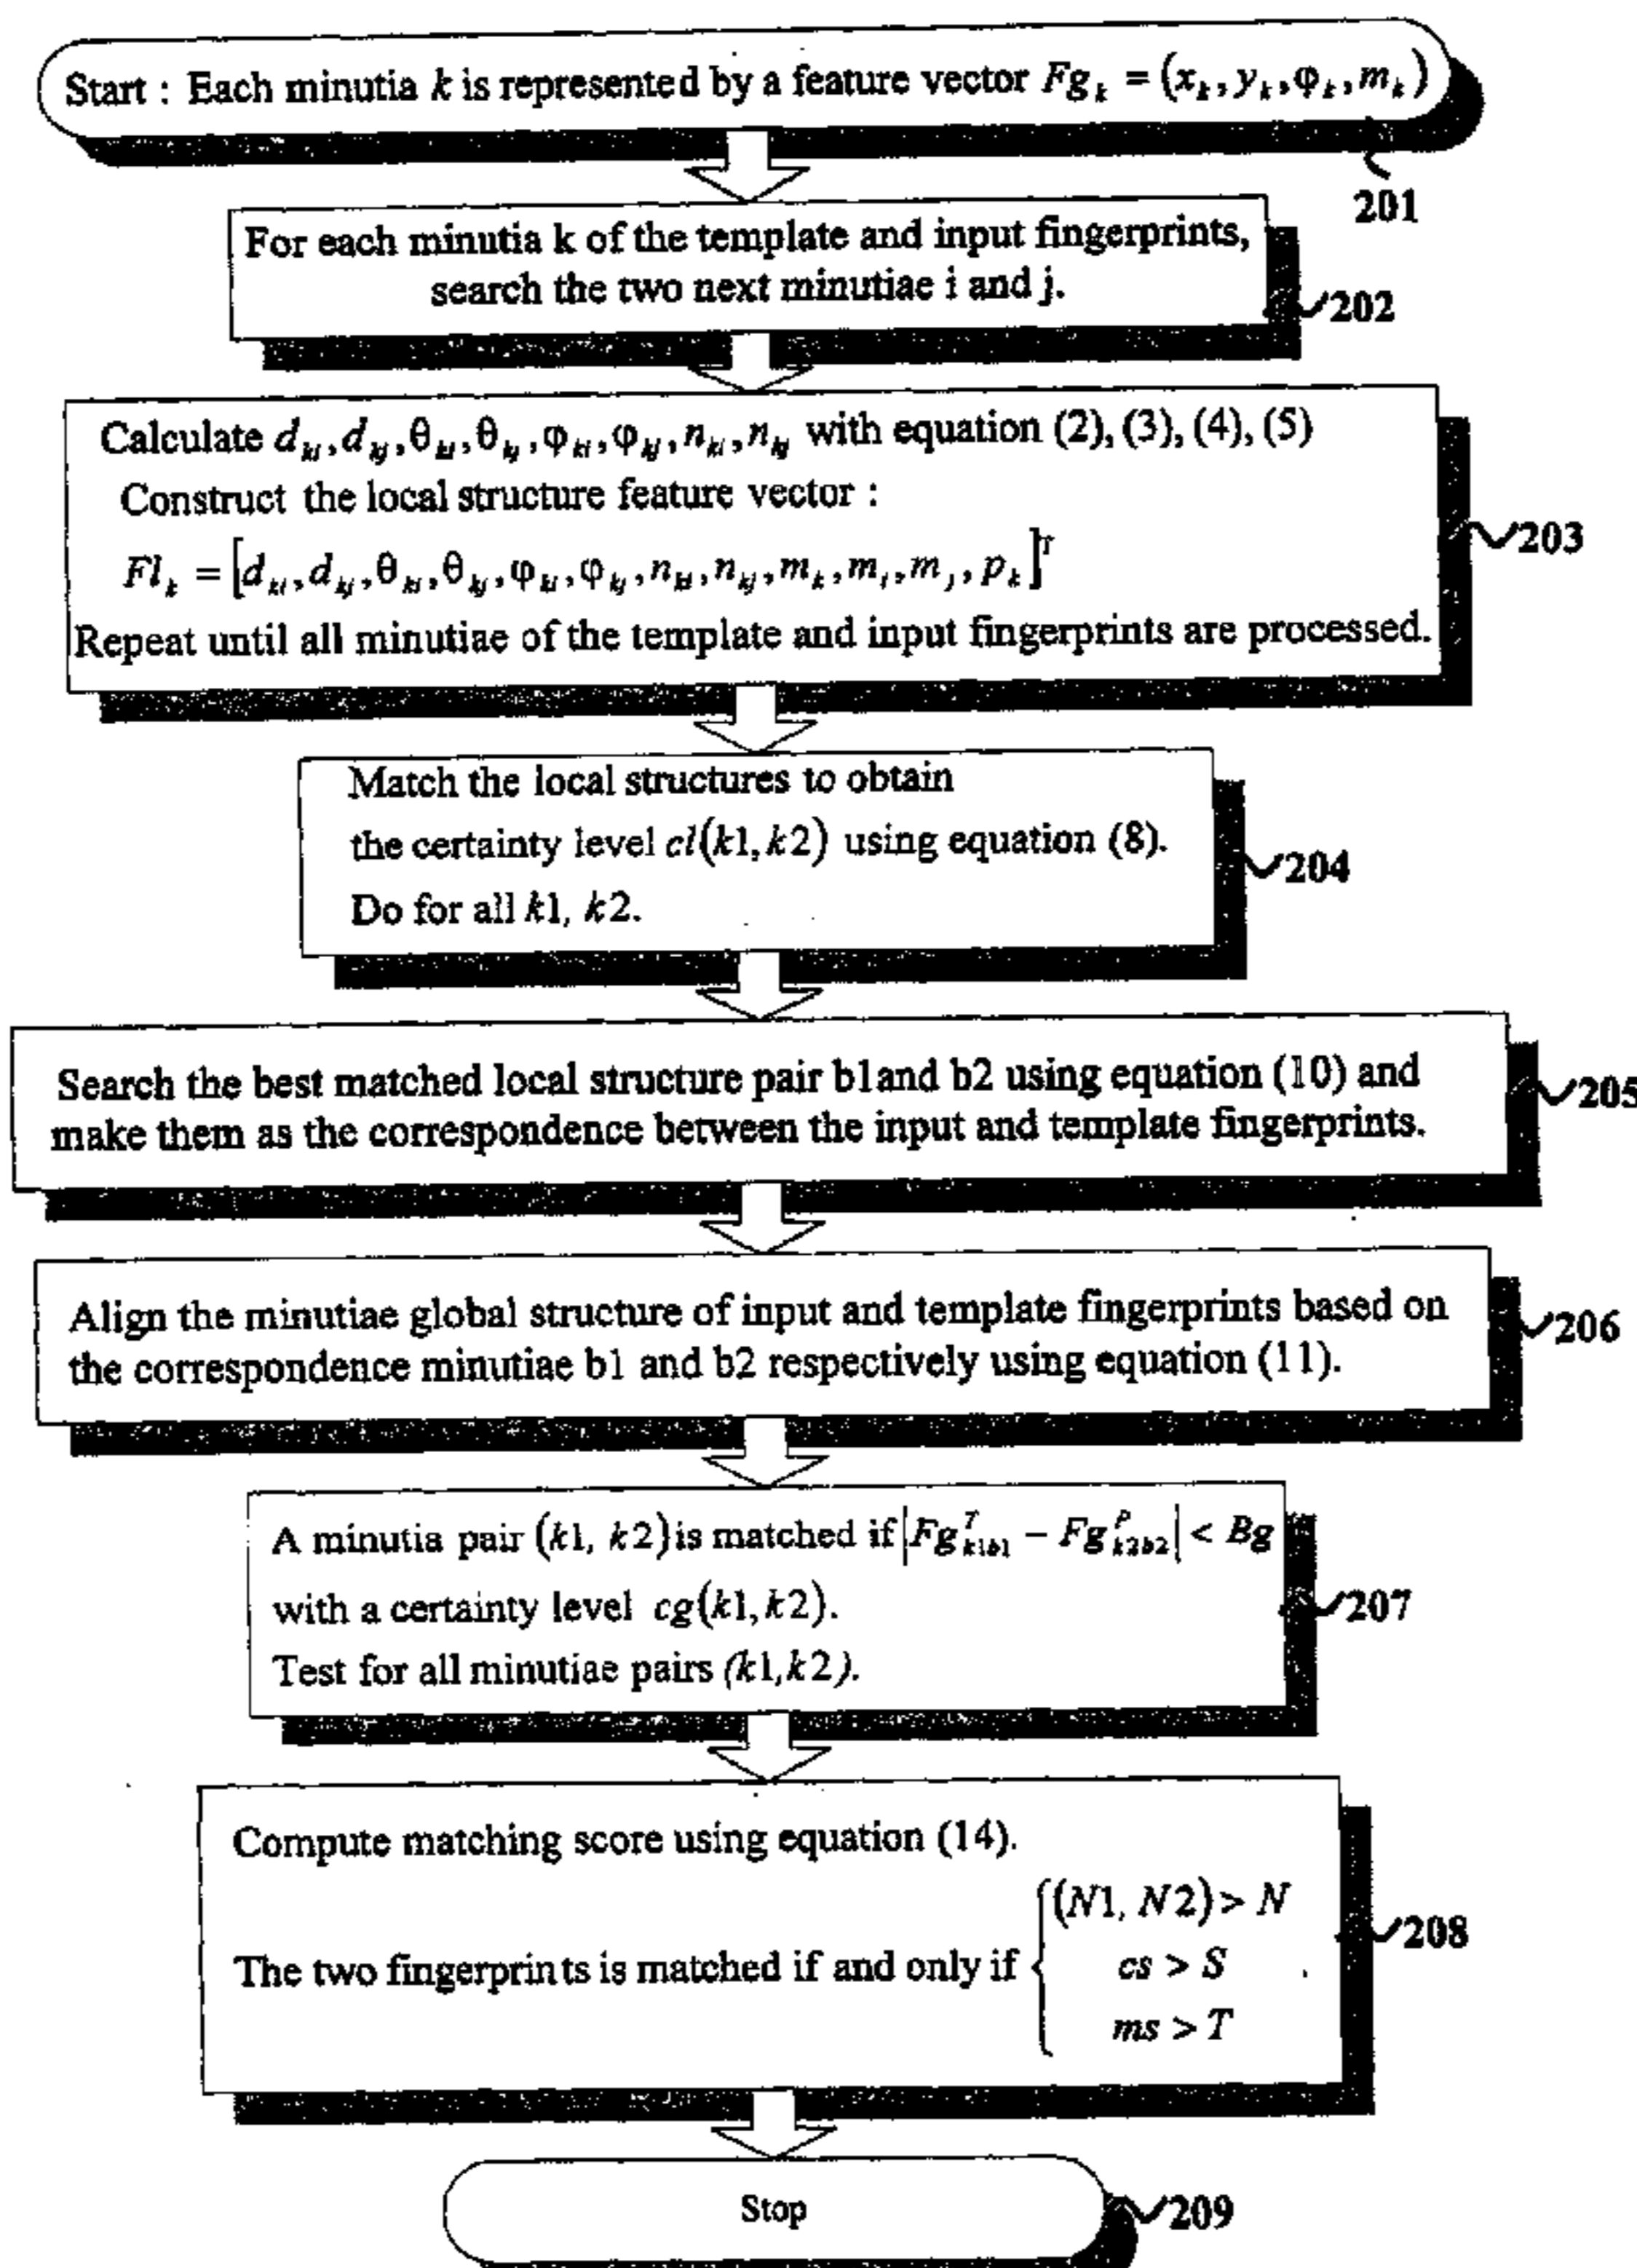 Start : Each minutia k is represented by a feature vector Fg_k = (x_k, y_k, φ_k, m_k)
201
For each minutia k of the template and input fingerprints,
search the two next minutiae i and j.
202
Calculate d_ki, d_kj, θ_ki, θ_kj, φ_ki, φ_kj, n_ki, n_kj with equation (2), (3), (4), (5)
Construct the local structure feature vector :
Fl_k = [d_ki, d_kj, θ_ki, θ_kj, φ_ki, φ_kj, n_ki, n_kj, m_k, m_i, m_j, p_k]^T
203
Repeat until all minutiae of the template and input fingerprints are processed.
Match the local structures to obtain
the certainty level cl(k1, k2) using equation (8).
204
Do for all k1, k2.
Search the best matched local structure pair b1and b2 using equation (10) and
205
make them as the correspondence between the input and template fingerprints.
Align the minutiae global structure of input and template fingerprints based on
206
the correspondence minutiae b1 and b2 respectively using equation (11).
A minutia pair (k1, k2) is matched if |Fg^T_k1b1 − Fg^P_k2b2| < Bg
with a certainty level cg(k1, k2).
207
Test for all minutiae pairs (k1,k2).
Compute matching score using equation (14).
(N1, N2) > N
208
The two fingerprints is matched if and only if { cs > S
ms > T
Stop
209